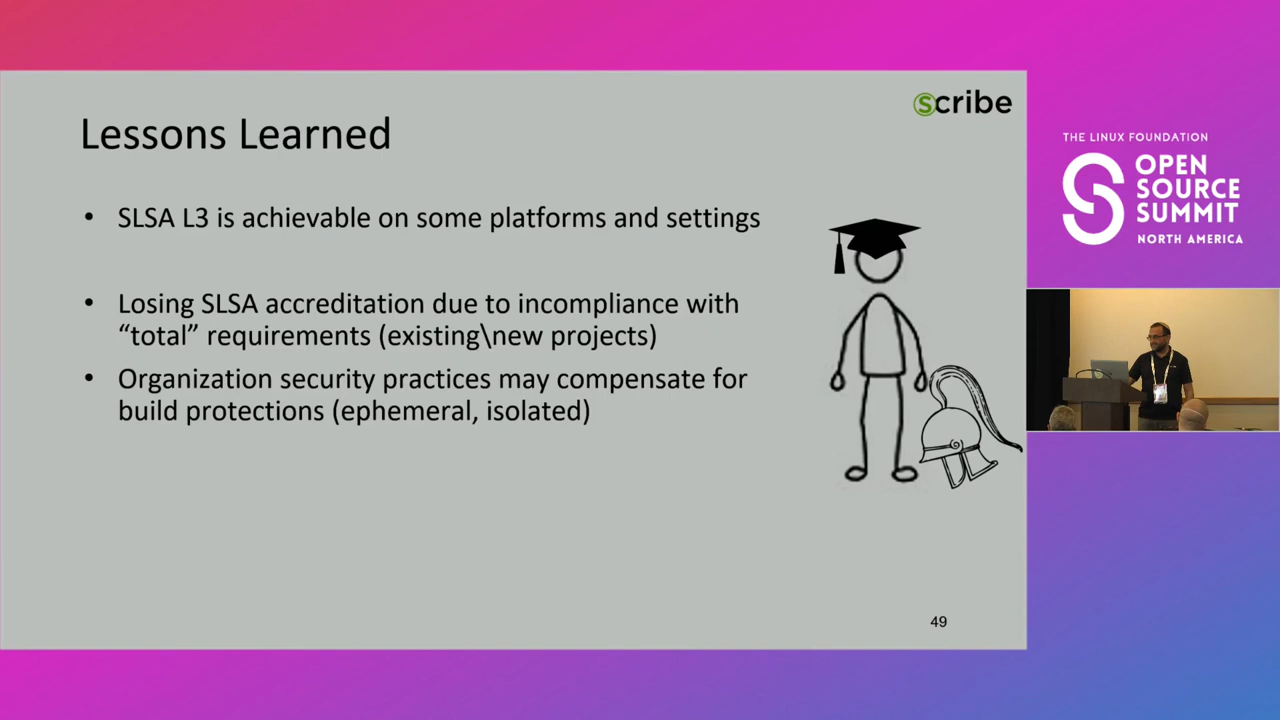 scribe
Lessons Learned
• SLSA L3 is achievable on some platforms and settings
• Losing SLSA accreditation due to incompliance with
“total” requirements (existing\new projects)
• Organization security practices may compensate for
build protections (ephemeral, isolated)
49
THE LINUX FOUNDATION
OPEN
SOURCE
SUMMIT
NORTH AMERICA